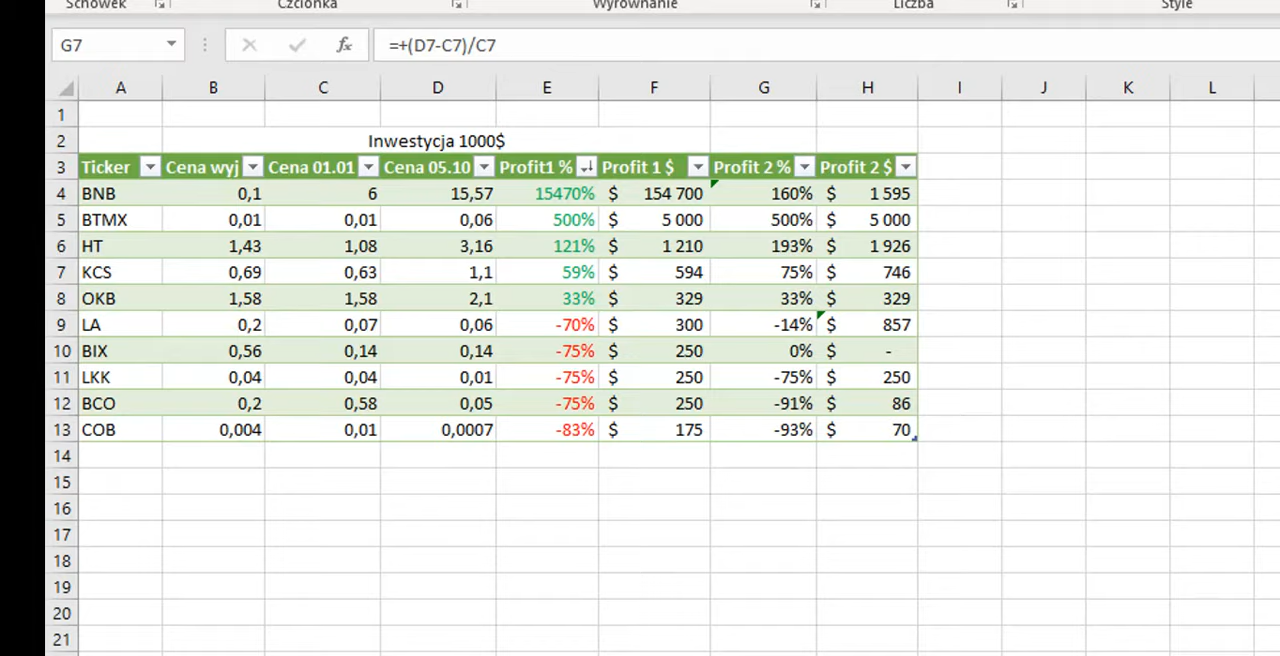 Schowek Czcionka Wyrównanie Liczba Style
G7 fx =+(D7-C7)/C7
A B C D E F G H I J K L
1
2 Inwestycja 1000$
3 Ticker Cena wyj Cena 01.01 Cena 05.10 Profit1 % Profit 1 $ Profit 2 % Profit 2 $
4 BNB 0,1 6 15,57 15470% $ 154 700 160% $ 1 595
5 BTMX 0,01 0,01 0,06 500% $ 5 000 500% $ 5 000
6 HT 1,43 1,08 3,16 121% $ 1 210 193% $ 1 926
7 KCS 0,69 0,63 1,1 59% $ 594 75% $ 746
8 OKB 1,58 1,58 2,1 33% $ 329 33% $ 329
9 LA 0,2 0,07 0,06 -70% $ 300 -14% $ 857
10 BIX 0,56 0,14 0,14 -75% $ 250 0% $ -
11 LKK 0,04 0,04 0,01 -75% $ 250 -75% $ 250
12 BCO 0,2 0,58 0,05 -75% $ 250 -91% $ 86
13 COB 0,004 0,01 0,0007 -83% $ 175 -93% $ 70
14
15
16
17
18
19
20
21